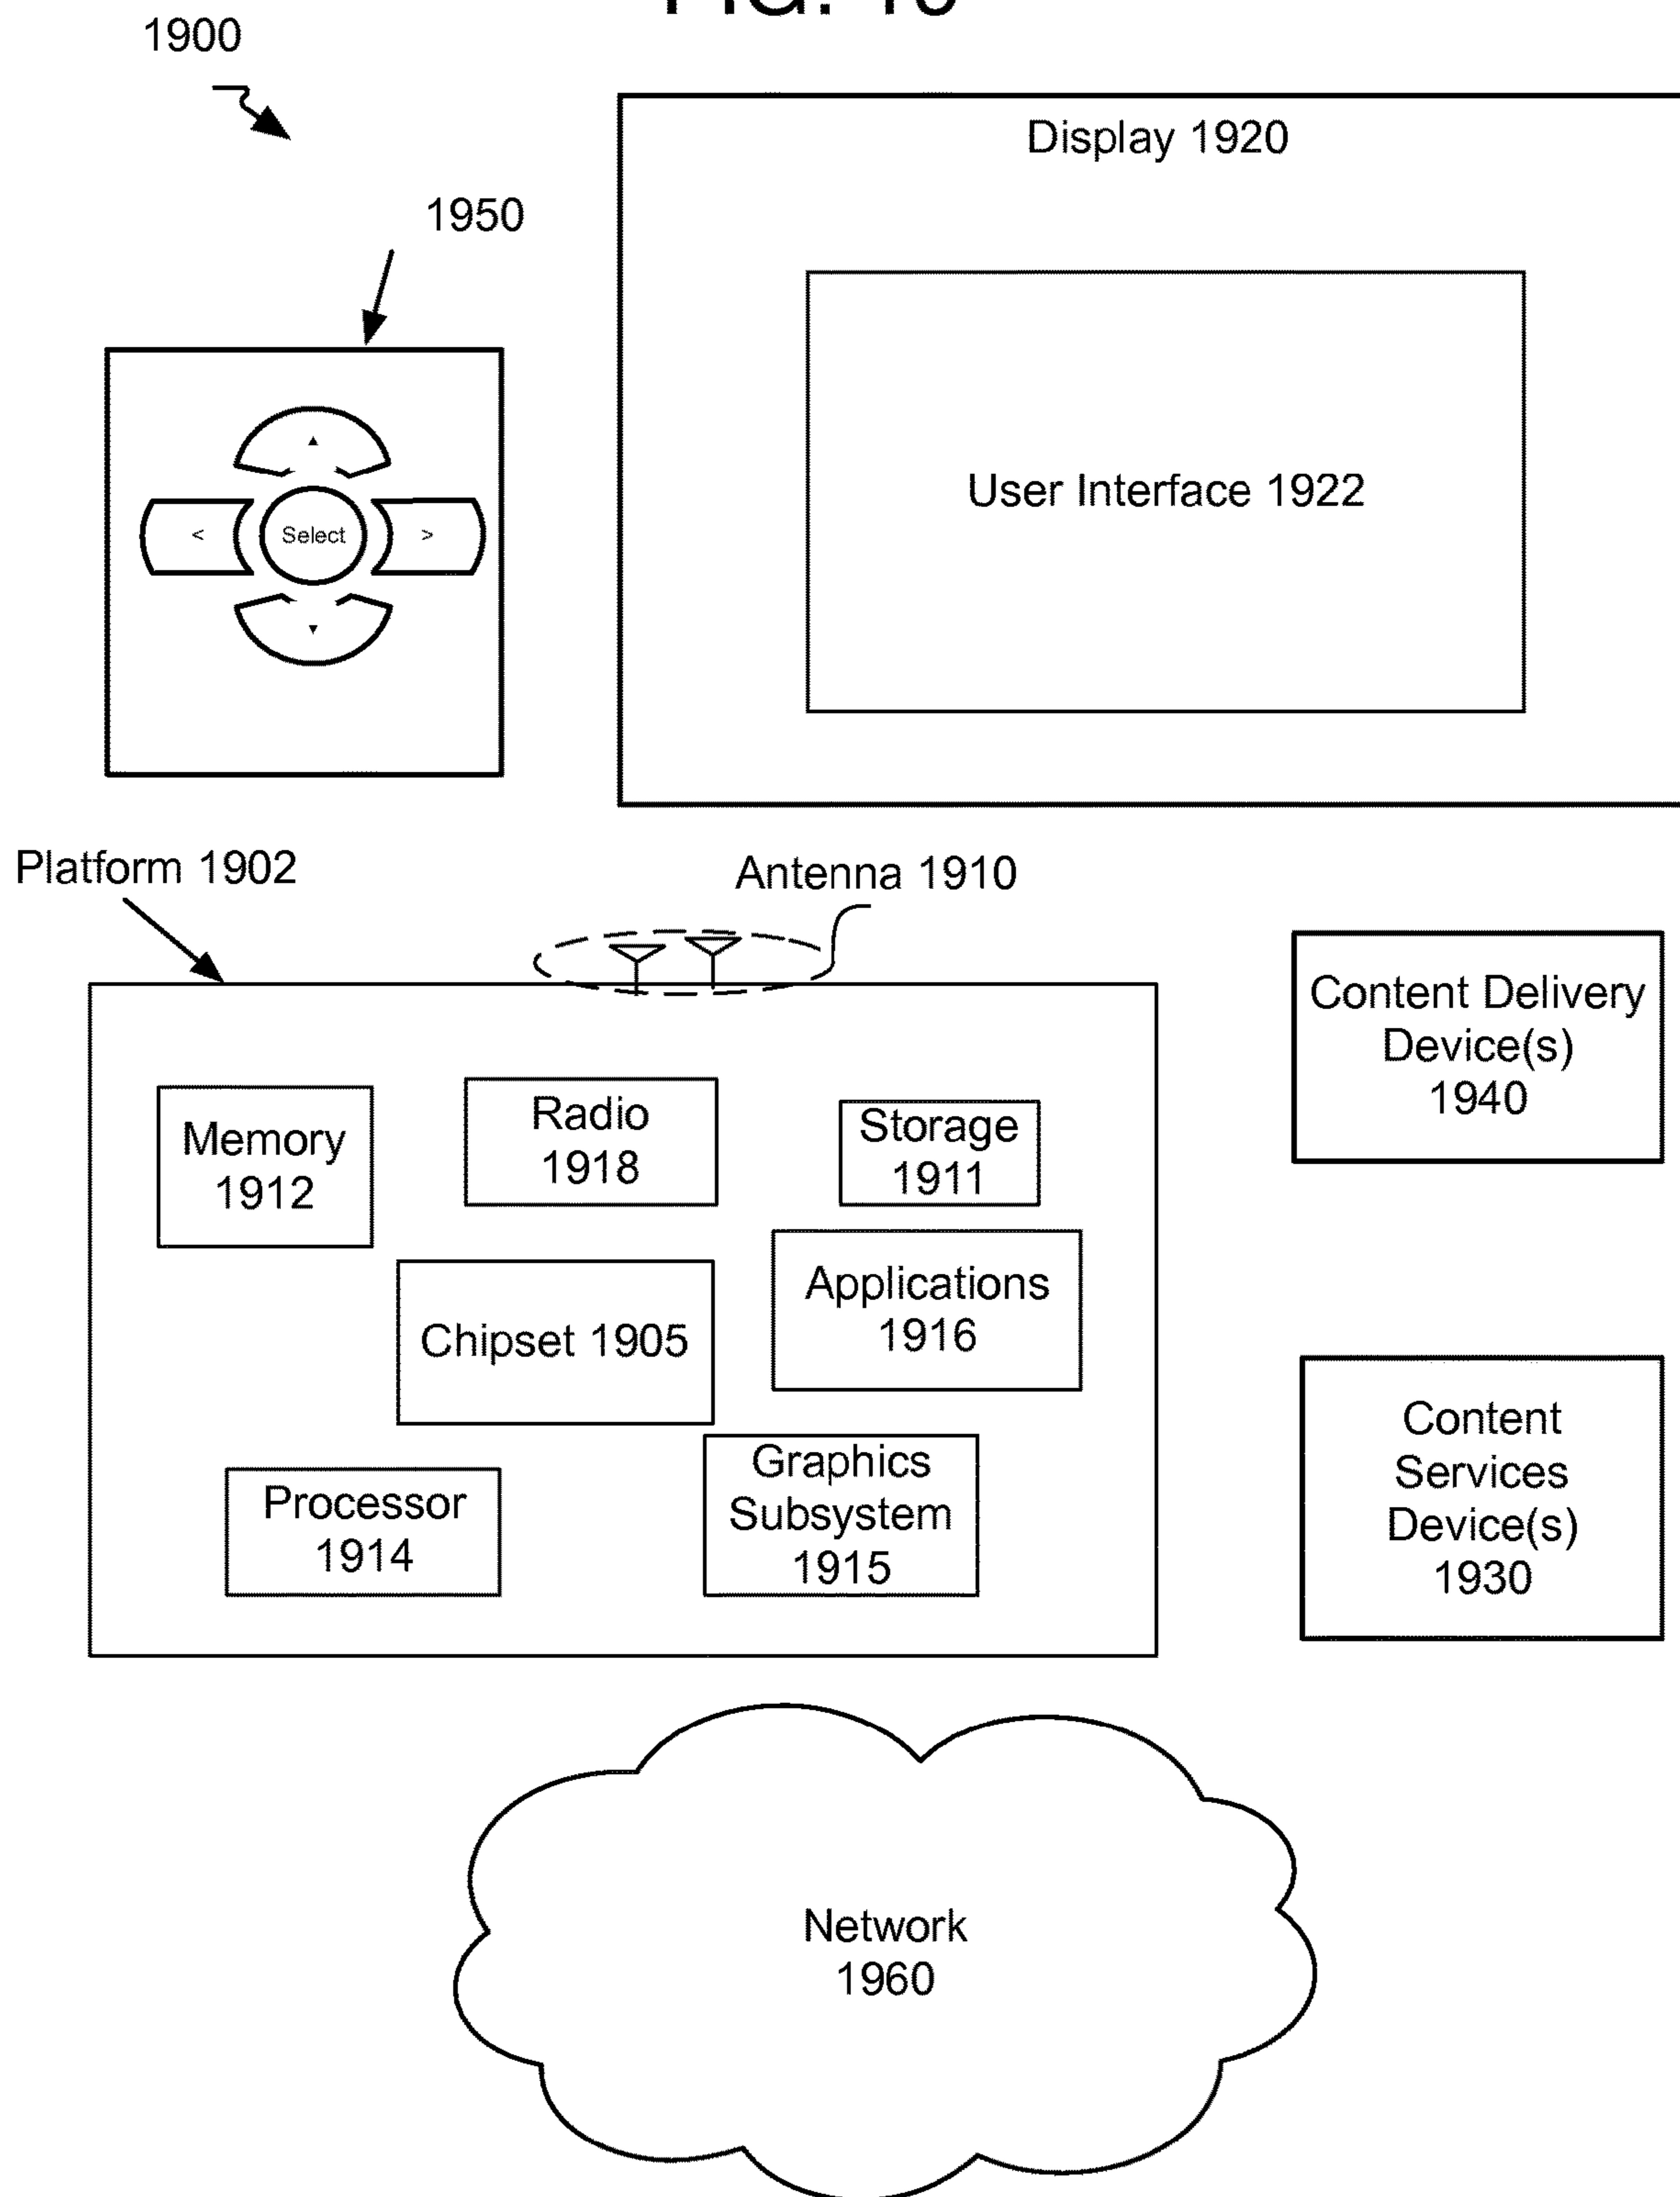 1900
Display 1920
1950
User Interface 1922
<
Select
>
Platform 1902
Antenna 1910
Content Delivery
Device(s)
1940
Memory
1912
Radio
1918
Storage
1911
Applications
1916
Chipset 1905
Content
Services
Device(s)
1930
Processor
1914
Graphics
Subsystem
1915
Network
1960